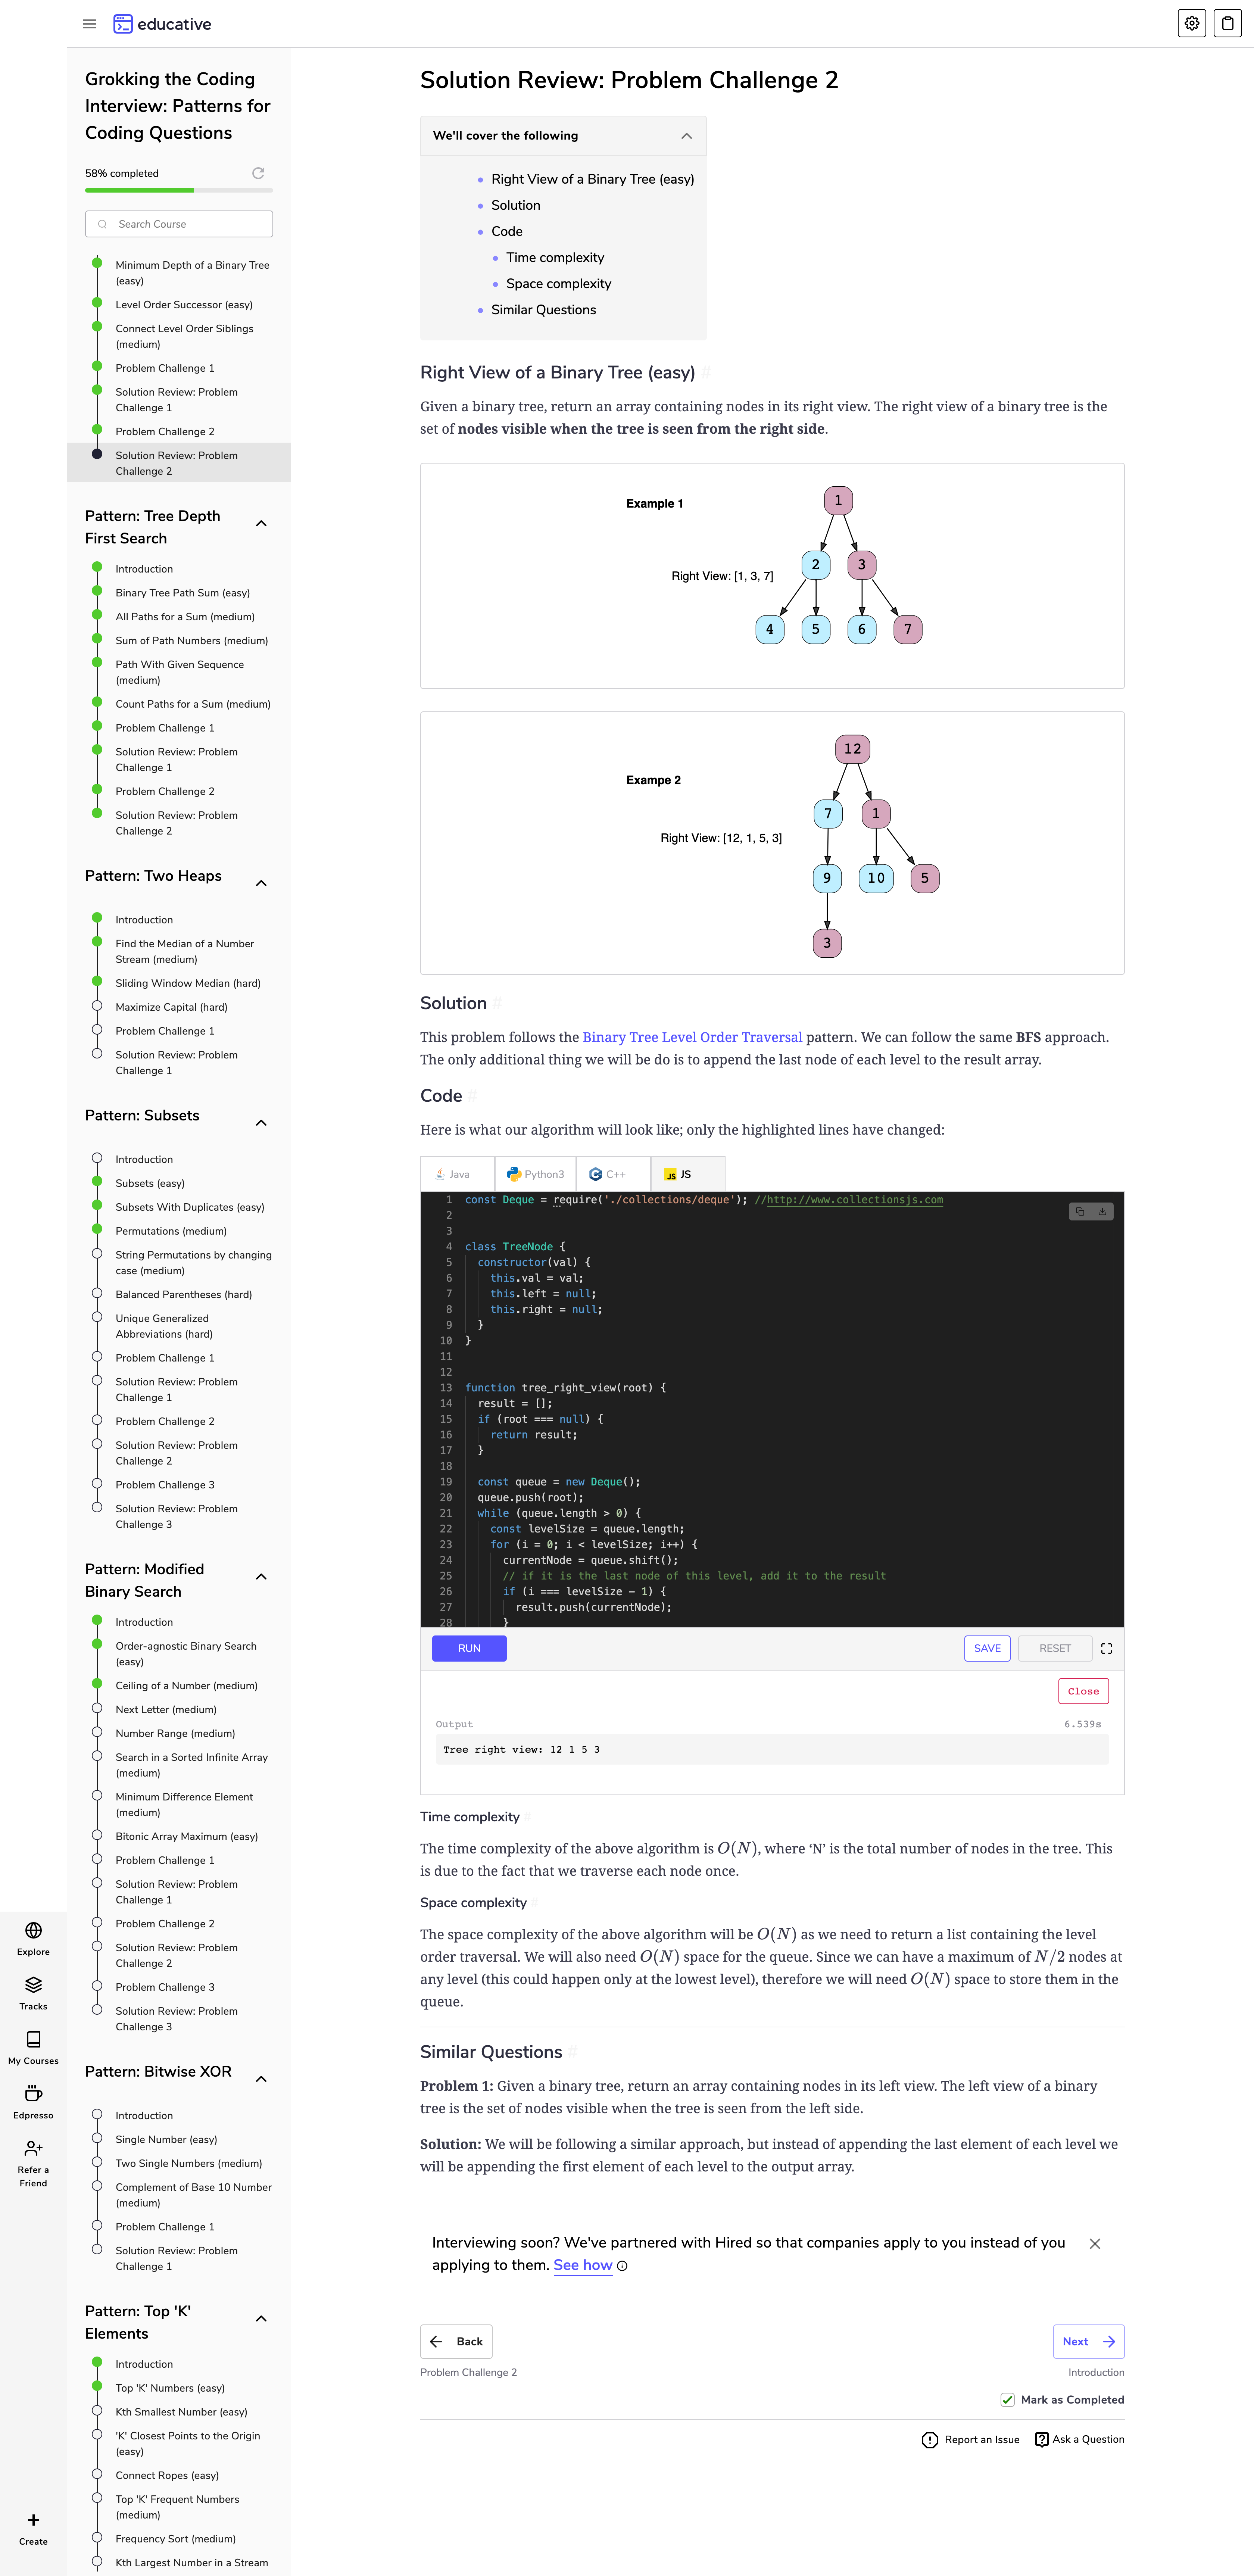 educative
Grokking the Coding
Interview: Patterns for
Coding Questions
58% completed
Search Course
Minimum Depth of a Binary Tree
(easy)
Level Order Successor (easy)
Connect Level Order Siblings
(medium)
Problem Challenge 1
Solution Review: Problem
Challenge 1
Problem Challenge 2
Solution Review: Problem
Challenge 2
Pattern: Tree Depth
First Search
Introduction
Binary Tree Path Sum (easy)
All Paths for a Sum (medium)
Sum of Path Numbers (medium)
Path With Given Sequence
(medium)
Count Paths for a Sum (medium)
Problem Challenge 1
Solution Review: Problem
Challenge 1
Problem Challenge 2
Solution Review: Problem
Challenge 2
Pattern: Two Heaps
Introduction
Find the Median of a Number
Stream (medium)
Sliding Window Median (hard)
Maximize Capital (hard)
Problem Challenge 1
Solution Review: Problem
Challenge 1
Pattern: Subsets
Introduction
Subsets (easy)
Subsets With Duplicates (easy)
Permutations (medium)
String Permutations by changing
case (medium)
Balanced Parentheses (hard)
Unique Generalized
Abbreviations (hard)
Problem Challenge 1
Solution Review: Problem
Challenge 1
Problem Challenge 2
Solution Review: Problem
Challenge 2
Problem Challenge 3
Solution Review: Problem
Challenge 3
Pattern: Modified
Binary Search
Introduction
Order-agnostic Binary Search
(easy)
Ceiling of a Number (medium)
Next Letter (medium)
Number Range (medium)
Search in a Sorted Infinite Array
(medium)
Minimum Difference Element
(medium)
Bitonic Array Maximum (easy)
Problem Challenge 1
Solution Review: Problem
Challenge 1
Problem Challenge 2
Solution Review: Problem
Challenge 2
Problem Challenge 3
Solution Review: Problem
Challenge 3
Pattern: Bitwise XOR
Introduction
Single Number (easy)
Two Single Numbers (medium)
Complement of Base 10 Number
(medium)
Problem Challenge 1
Solution Review: Problem
Challenge 1
Pattern: Top 'K'
Elements
Introduction
Top 'K' Numbers (easy)
Kth Smallest Number (easy)
'K' Closest Points to the Origin
(easy)
Connect Ropes (easy)
Top 'K' Frequent Numbers
(medium)
Frequency Sort (medium)
Kth Largest Number in a Stream
Explore
Tracks
My Courses
Edpresso
Refer a
Friend
Create
Solution Review: Problem Challenge 2
We'll cover the following
Right View of a Binary Tree (easy)
Solution
Code
Time complexity
Space complexity
Similar Questions
Right View of a Binary Tree (easy) #
Given a binary tree, return an array containing nodes in its right view. The right view of a binary tree is the
set of nodes visible when the tree is seen from the right side.
Example 1
Right View: [1, 3, 7]
1
2 3
4 5 6 7
Exampe 2
Right View: [12, 1, 5, 3]
12
7 1
9 10 5
3
Solution #
This problem follows the Binary Tree Level Order Traversal pattern. We can follow the same BFS approach.
The only additional thing we will be do is to append the last node of each level to the result array.
Code #
Here is what our algorithm will look like; only the highlighted lines have changed:
Java Python3 C++ JS JS
1 const Deque = require('./collections/deque'); //http://www.collectionsjs.com
2
3
4 class TreeNode {
5 constructor(val) {
6 this.val = val;
7 this.left = null;
8 this.right = null;
9 }
10 }
11
12
13 function tree_right_view(root) {
14 result = [];
15 if (root === null) {
16 return result;
17 }
18
19 const queue = new Deque();
20 queue.push(root);
21 while (queue.length > 0) {
22 const levelSize = queue.length;
23 for (i = 0; i < levelSize; i++) {
24 currentNode = queue.shift();
25 // if it is the last node of this level, add it to the result
26 if (i === levelSize - 1) {
27 result.push(currentNode);
28 }
RUN
SAVE
RESET
Close
Output
6.539s
Tree right view: 12 1 5 3
Time complexity #
The time complexity of the above algorithm is O(N), where ‘N’ is the total number of nodes in the tree. This
is due to the fact that we traverse each node once.
Space complexity #
The space complexity of the above algorithm will be O(N) as we need to return a list containing the level
order traversal. We will also need O(N) space for the queue. Since we can have a maximum of N/2 nodes at
any level (this could happen only at the lowest level), therefore we will need O(N) space to store them in the
queue.
Similar Questions #
Problem 1: Given a binary tree, return an array containing nodes in its left view. The left view of a binary
tree is the set of nodes visible when the tree is seen from the left side.
Solution: We will be following a similar approach, but instead of appending the last element of each level we
will be appending the first element of each level to the output array.
Interviewing soon? We've partnered with Hired so that companies apply to you instead of you
applying to them. See how
Back
Next
Problem Challenge 2
Introduction
Mark as Completed
Report an Issue
Ask a Question